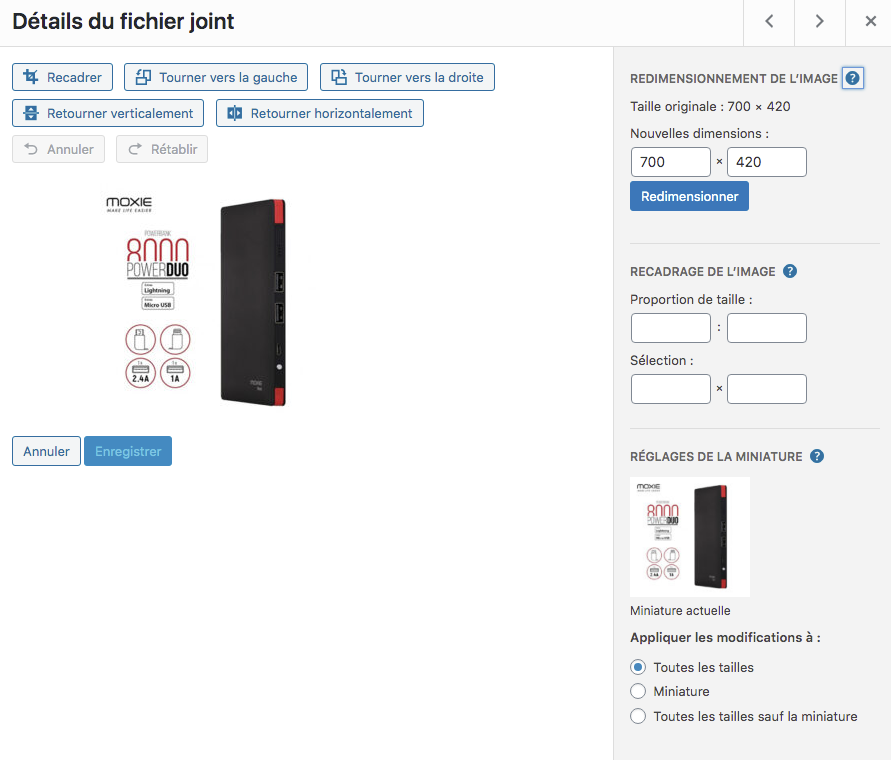 Détails du fichier joint
Recadrer
Tourner vers la gauche
Tourner vers la droite
Retourner verticalement
Retourner horizontalement
Annuler
Rétablir
MOXIE
MAKE LIFE EASIER
POWERBANK
8000
POWERDUO
Lightning
Micro USB
2.4A
1A
MOXIE
Annuler
Enregistrer
REDIMENSIONNEMENT DE L’IMAGE ?
Taille originale : 700 × 420
Nouvelles dimensions :
700 × 420
Redimensionner
RECADRAGE DE L’IMAGE ?
Proportion de taille :
:
Sélection :
×
RÉGLAGES DE LA MINIATURE ?
MOXIE
8000
POWERDUO
2.4A
1A
Miniature actuelle
Appliquer les modifications à :
Toutes les tailles
Miniature
Toutes les tailles sauf la miniature